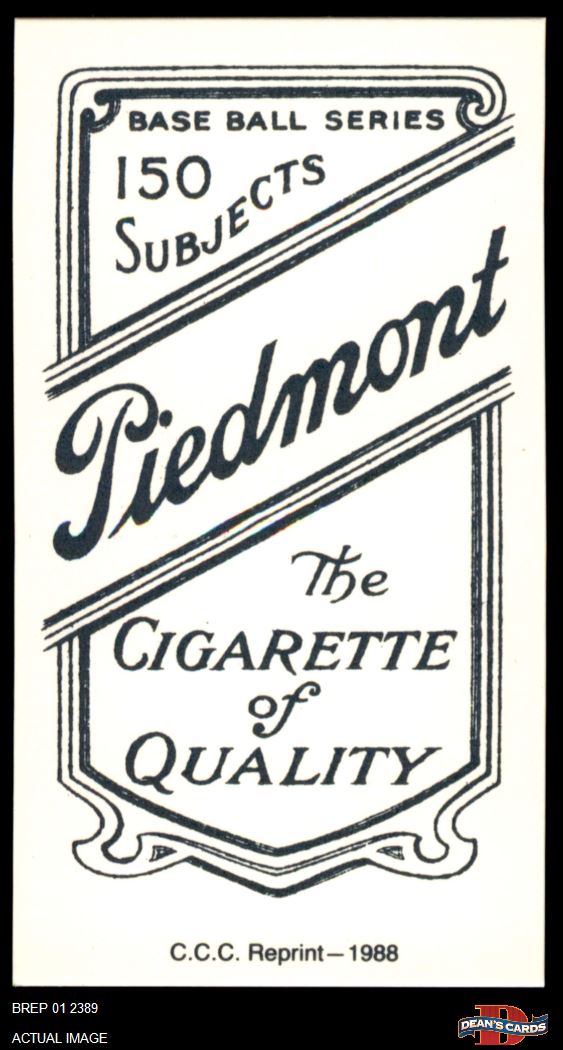 BASE BALL SERIES
150
SUBJECTS
Piedmont
The
CIGARETTE
of
QUALITY
C.C.C. Reprint—1988
BREP 01 2389
ACTUAL IMAGE
D
DEAN'S CARDS